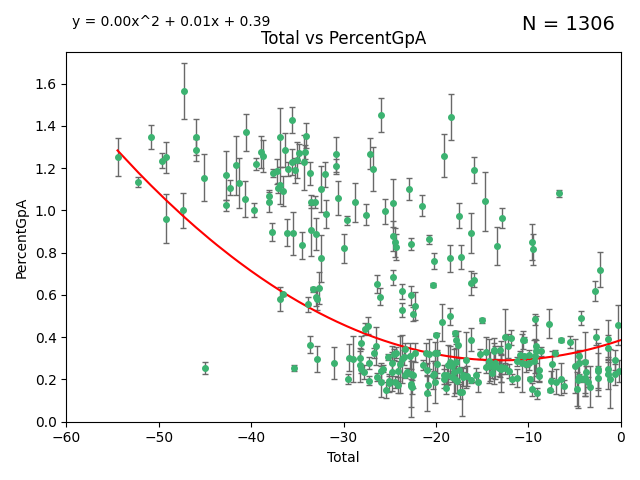 y = 0.00x^2 + 0.01x + 0.39
N = 1306
Total vs PercentGpA
PercentGpA
1.6
1.4
1.2
1.0
0.8
0.6
0.4
0.2
0.0
−60 −50 −40 −30 −20 −10 0
Total